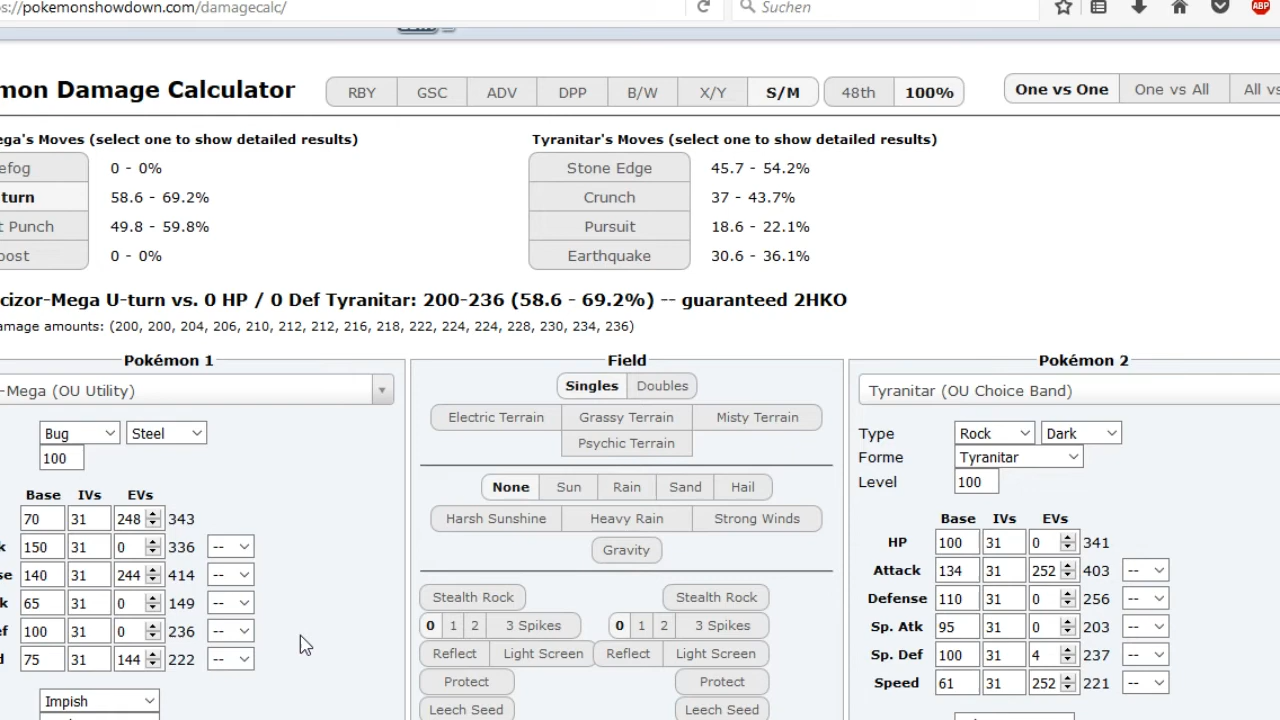 s://pokemonshowdown.com/damagecalc/
Suchen
ABP
mon Damage Calculator
RBY GSC ADV DPP B/W X/Y S/M 48th 100% One vs One One vs All All vs
ega's Moves (select one to show detailed results)
efog 0 - 0%
turn 58.6 - 69.2%
t Punch 49.8 - 59.8%
oost 0 - 0%
Tyranitar's Moves (select one to show detailed results)
Stone Edge 45.7 - 54.2%
Crunch 37 - 43.7%
Pursuit 18.6 - 22.1%
Earthquake 30.6 - 36.1%
cizor-Mega U-turn vs. 0 HP / 0 Def Tyranitar: 200-236 (58.6 - 69.2%) -- guaranteed 2HKO
amage amounts: (200, 200, 204, 206, 210, 212, 212, 216, 218, 222, 224, 224, 228, 230, 234, 236)
Pokémon 1
-Mega (OU Utility)
Bug Steel
100
Base IVs EVs
70 31 248 343
k 150 31 0 336 --
se 140 31 244 414 --
k 65 31 0 149 --
ef 100 31 0 236 --
d 75 31 144 222 --
Impish
Field
Singles Doubles
Electric Terrain Grassy Terrain Misty Terrain
Psychic Terrain
None Sun Rain Sand Hail
Harsh Sunshine Heavy Rain Strong Winds
Gravity
Stealth Rock Stealth Rock
0 1 2 3 Spikes 0 1 2 3 Spikes
Reflect Light Screen Reflect Light Screen
Protect Protect
Leech Seed Leech Seed
Pokémon 2
Tyranitar (OU Choice Band)
Type Rock Dark
Forme Tyranitar
Level 100
Base IVs EVs
HP 100 31 0 341
Attack 134 31 252 403 --
Defense 110 31 0 256 --
Sp. Atk 95 31 0 203 --
Sp. Def 100 31 4 237 --
Speed 61 31 252 221 --